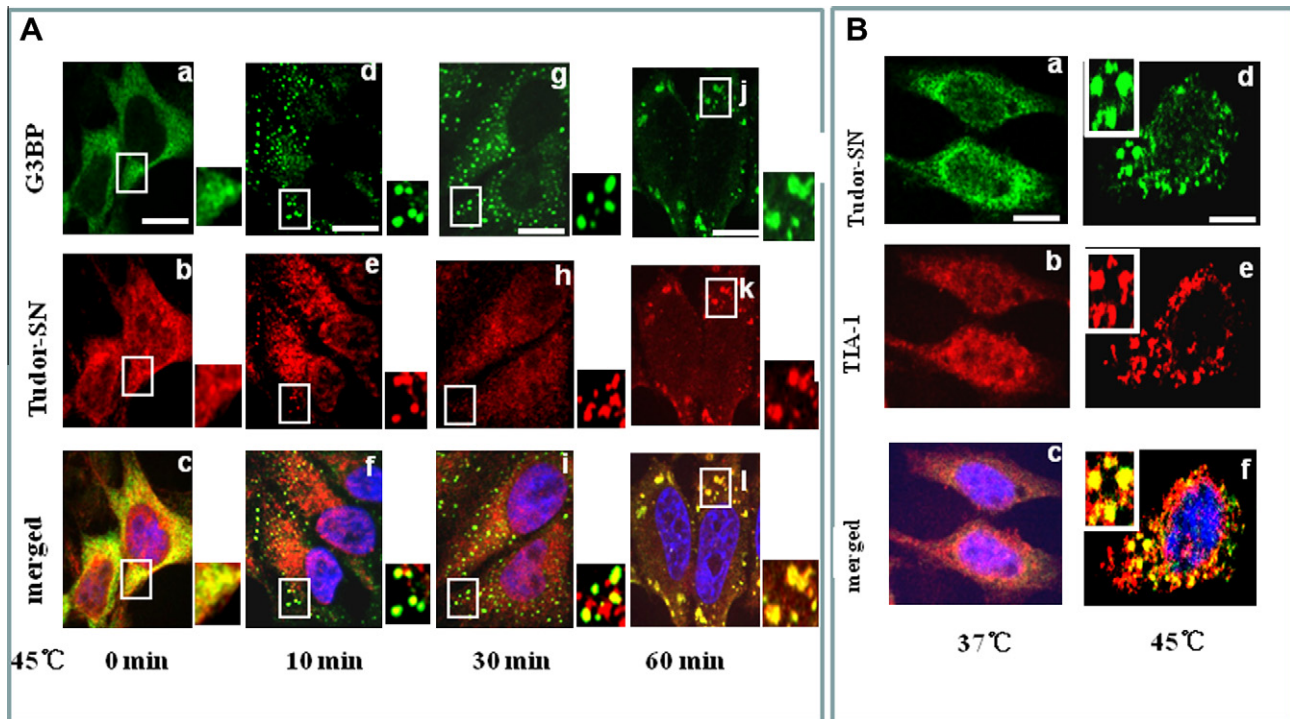 A
B
a
d
g
j
a
d
G3BP
Tudor-SN
b
e
h
k
b
e
Tudor-SN
TIA-1
c
f
i
l
c
f
merged
merged
45℃ 0 min 10 min 30 min 60 min
37℃ 45℃